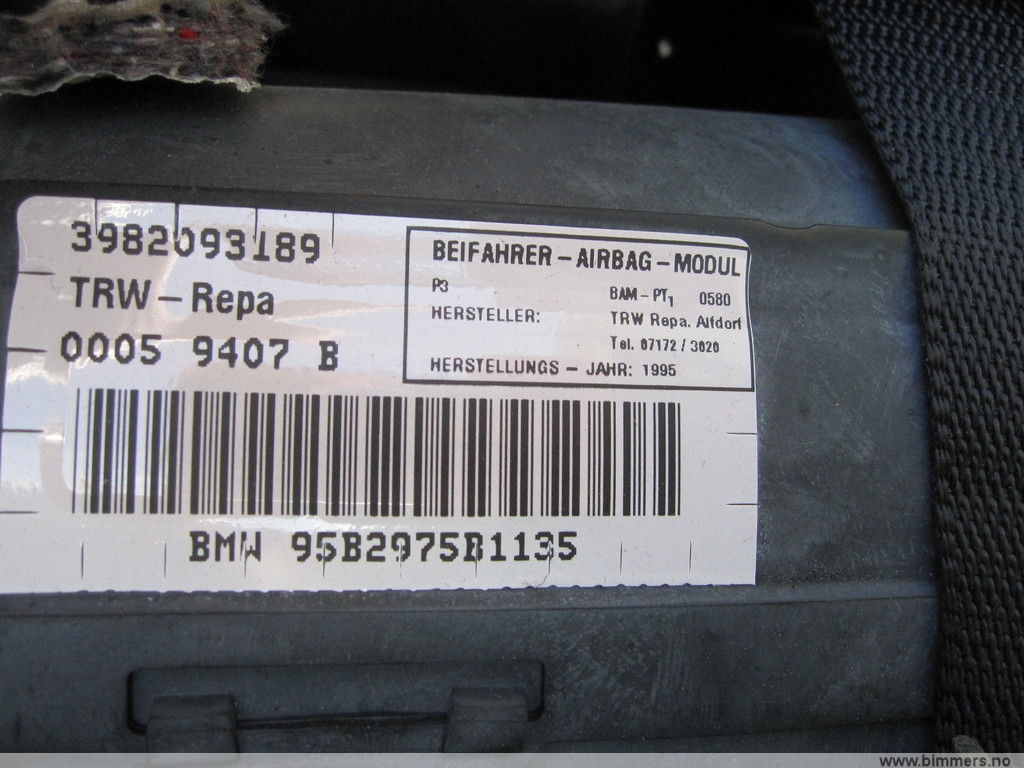 3982093189
TRW-Repa
0005 9407 B
BEIFAHRER-AIRBAG-MODUL
P3 BAM-PT1 0580
HERSTELLER: TRW Repa. Alfdorf
Tel. 07172 / 3020
HERSTELLUNGS-JAHR: 1995
BMW 95B2975B1135
www.bimmers.no